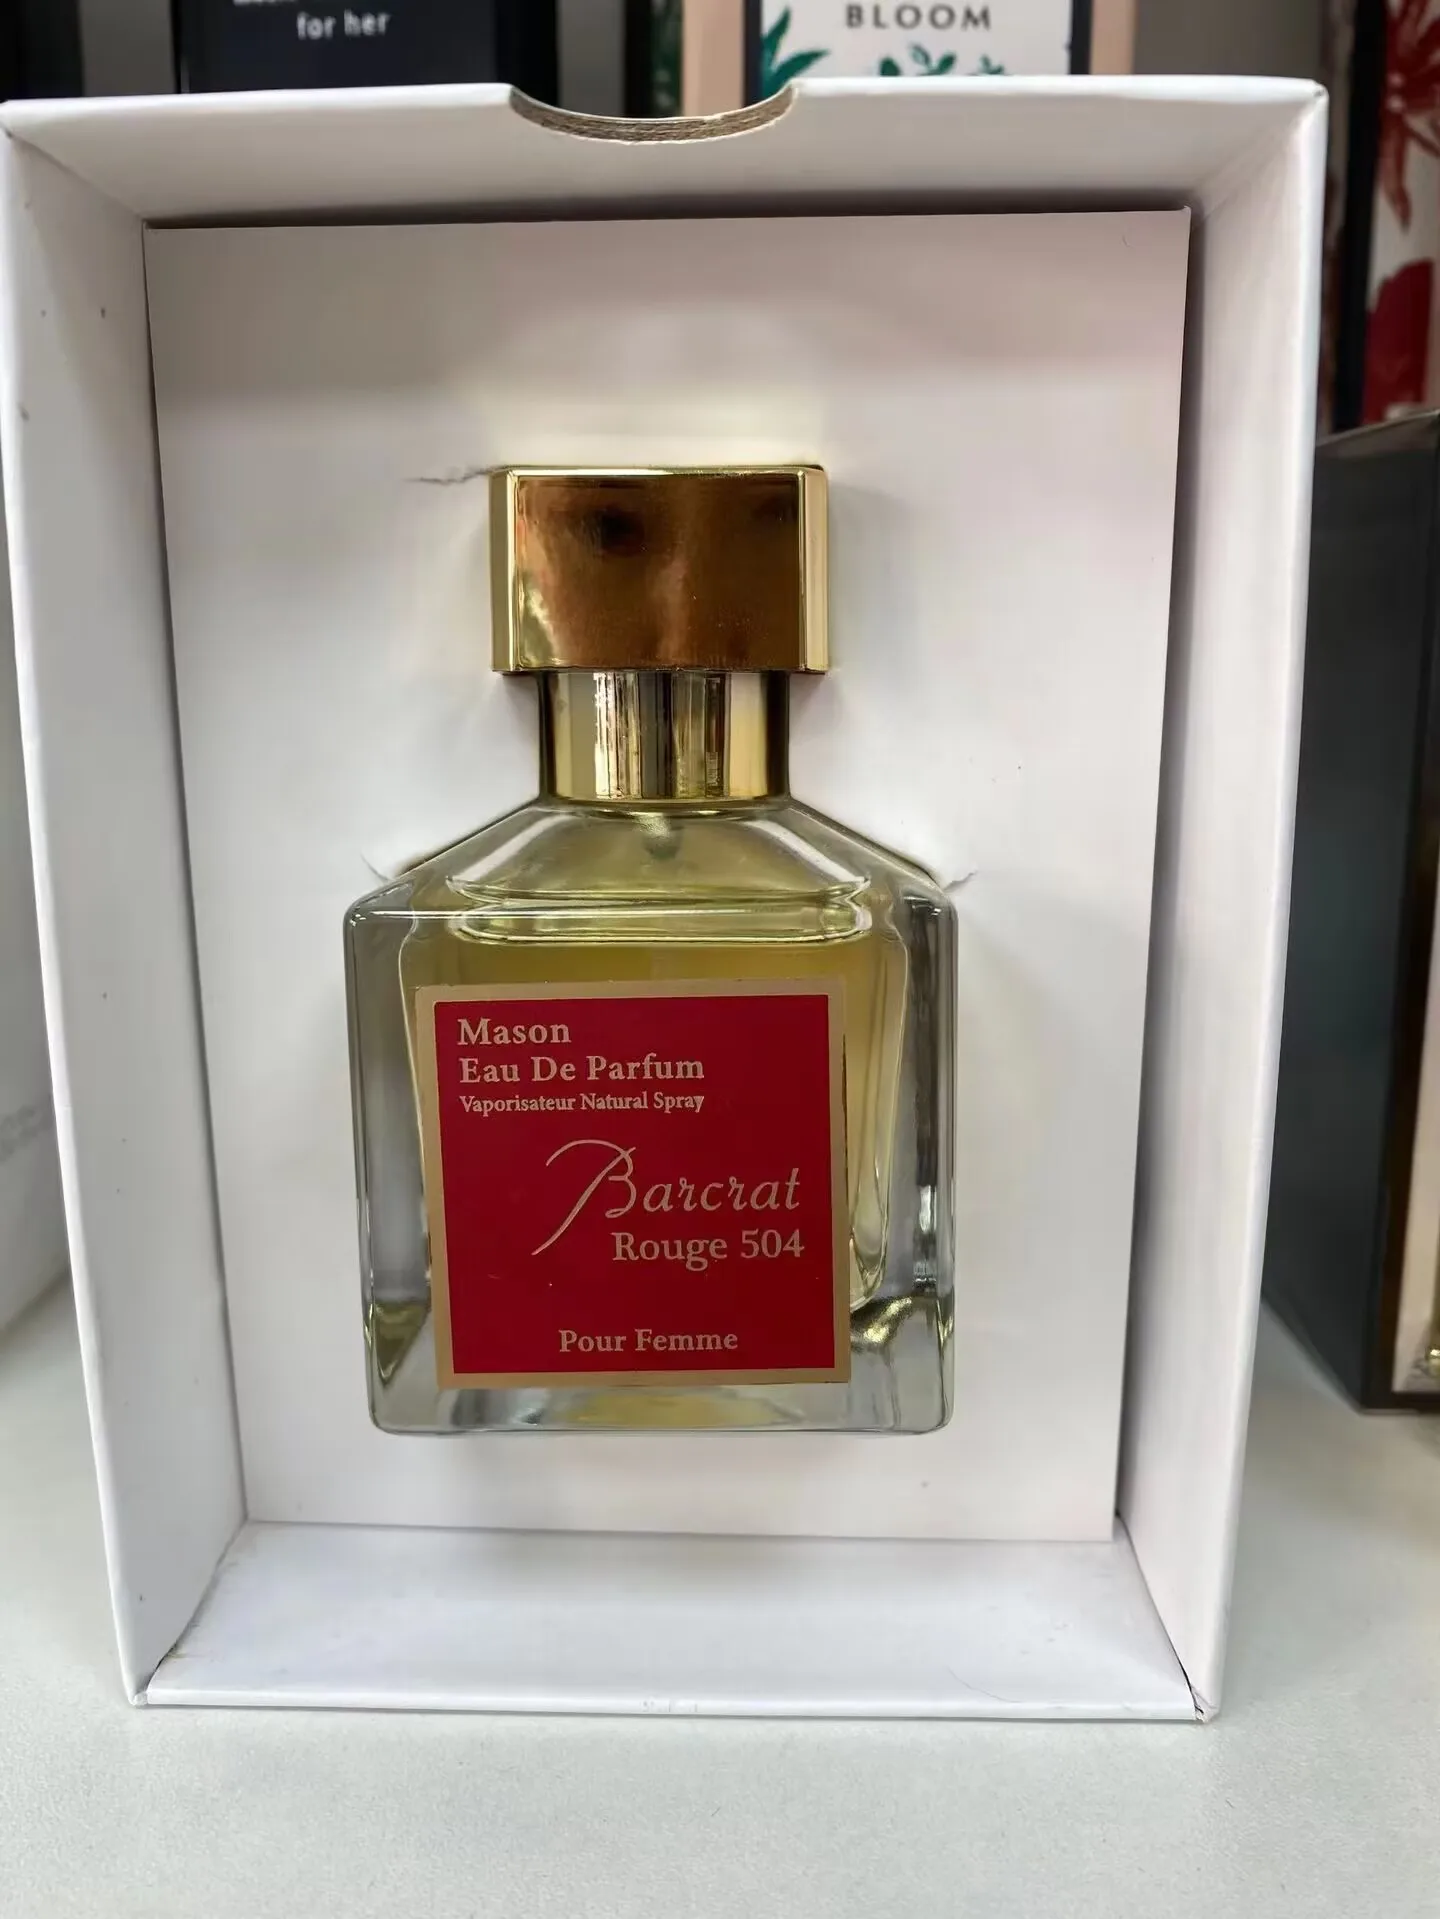 for her
BLOOM
Mason
Eau De Parfum
Vaporisateur Natural Spray
Barcrat
Rouge 504
Pour Femme